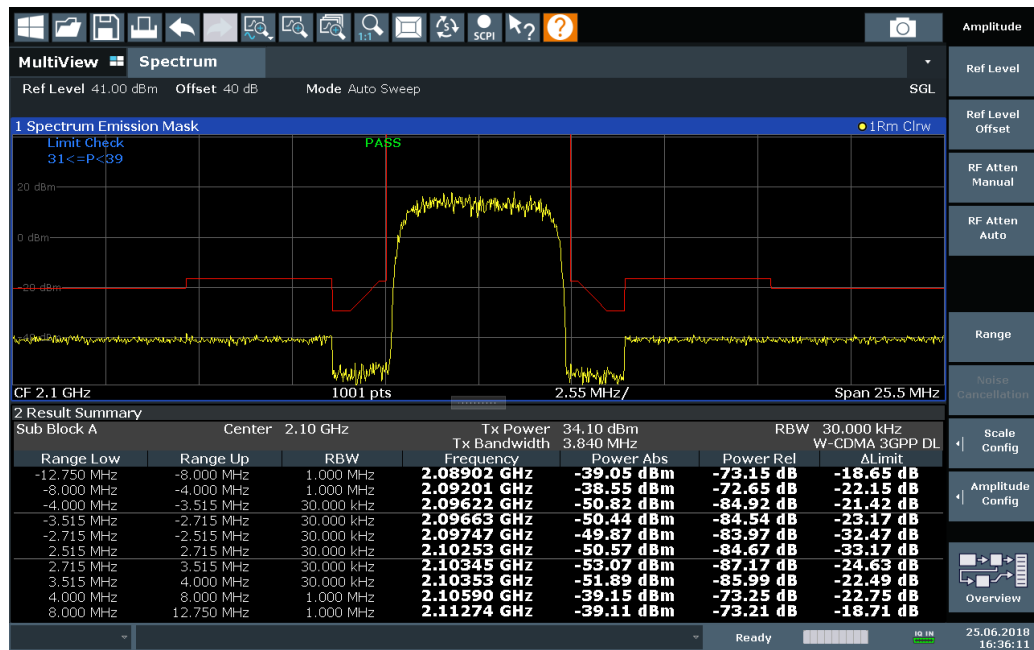 1:1
SCPI
?
?
Amplitude
MultiView Spectrum
Ref Level 41.00 dBm Offset 40 dB Mode Auto Sweep SGL
Ref Level
Ref Level
Offset
RF Atten
Manual
RF Atten
Auto
Range
Noise
Cancellation
Scale
Config
Amplitude
Config
Overview
1 Spectrum Emission Mask 1Rm Clrw
Limit Check PASS
31<=P<39
20 dBm
0 dBm
-20 dBm
-40 dBm
CF 2.1 GHz 1001 pts 2.55 MHz/ Span 25.5 MHz
2 Result Summary
Sub Block A Center 2.10 GHz Tx Power 34.10 dBm RBW 30.000 kHz
Tx Bandwidth 3.840 MHz W-CDMA 3GPP DL
Range Low Range Up RBW Frequency Power Abs Power Rel ΔLimit
-12.750 MHz -8.000 MHz 1.000 MHz 2.08902 GHz -39.05 dBm -73.15 dB -18.65 dB
-8.000 MHz -4.000 MHz 1.000 MHz 2.09201 GHz -38.55 dBm -72.65 dB -22.15 dB
-4.000 MHz -3.515 MHz 30.000 kHz 2.09622 GHz -50.82 dBm -84.92 dB -21.42 dB
-3.515 MHz -2.715 MHz 30.000 kHz 2.09663 GHz -50.44 dBm -84.54 dB -23.17 dB
-2.715 MHz -2.515 MHz 30.000 kHz 2.09747 GHz -49.87 dBm -83.97 dB -32.47 dB
2.515 MHz 2.715 MHz 30.000 kHz 2.10253 GHz -50.57 dBm -84.67 dB -33.17 dB
2.715 MHz 3.515 MHz 30.000 kHz 2.10345 GHz -53.07 dBm -87.17 dB -24.63 dB
3.515 MHz 4.000 MHz 30.000 kHz 2.10353 GHz -51.89 dBm -85.99 dB -22.49 dB
4.000 MHz 8.000 MHz 1.000 MHz 2.10590 GHz -39.15 dBm -73.25 dB -22.75 dB
8.000 MHz 12.750 MHz 1.000 MHz 2.11274 GHz -39.11 dBm -73.21 dB -18.71 dB
Ready IQ IN 25.06.2018
16:36:11